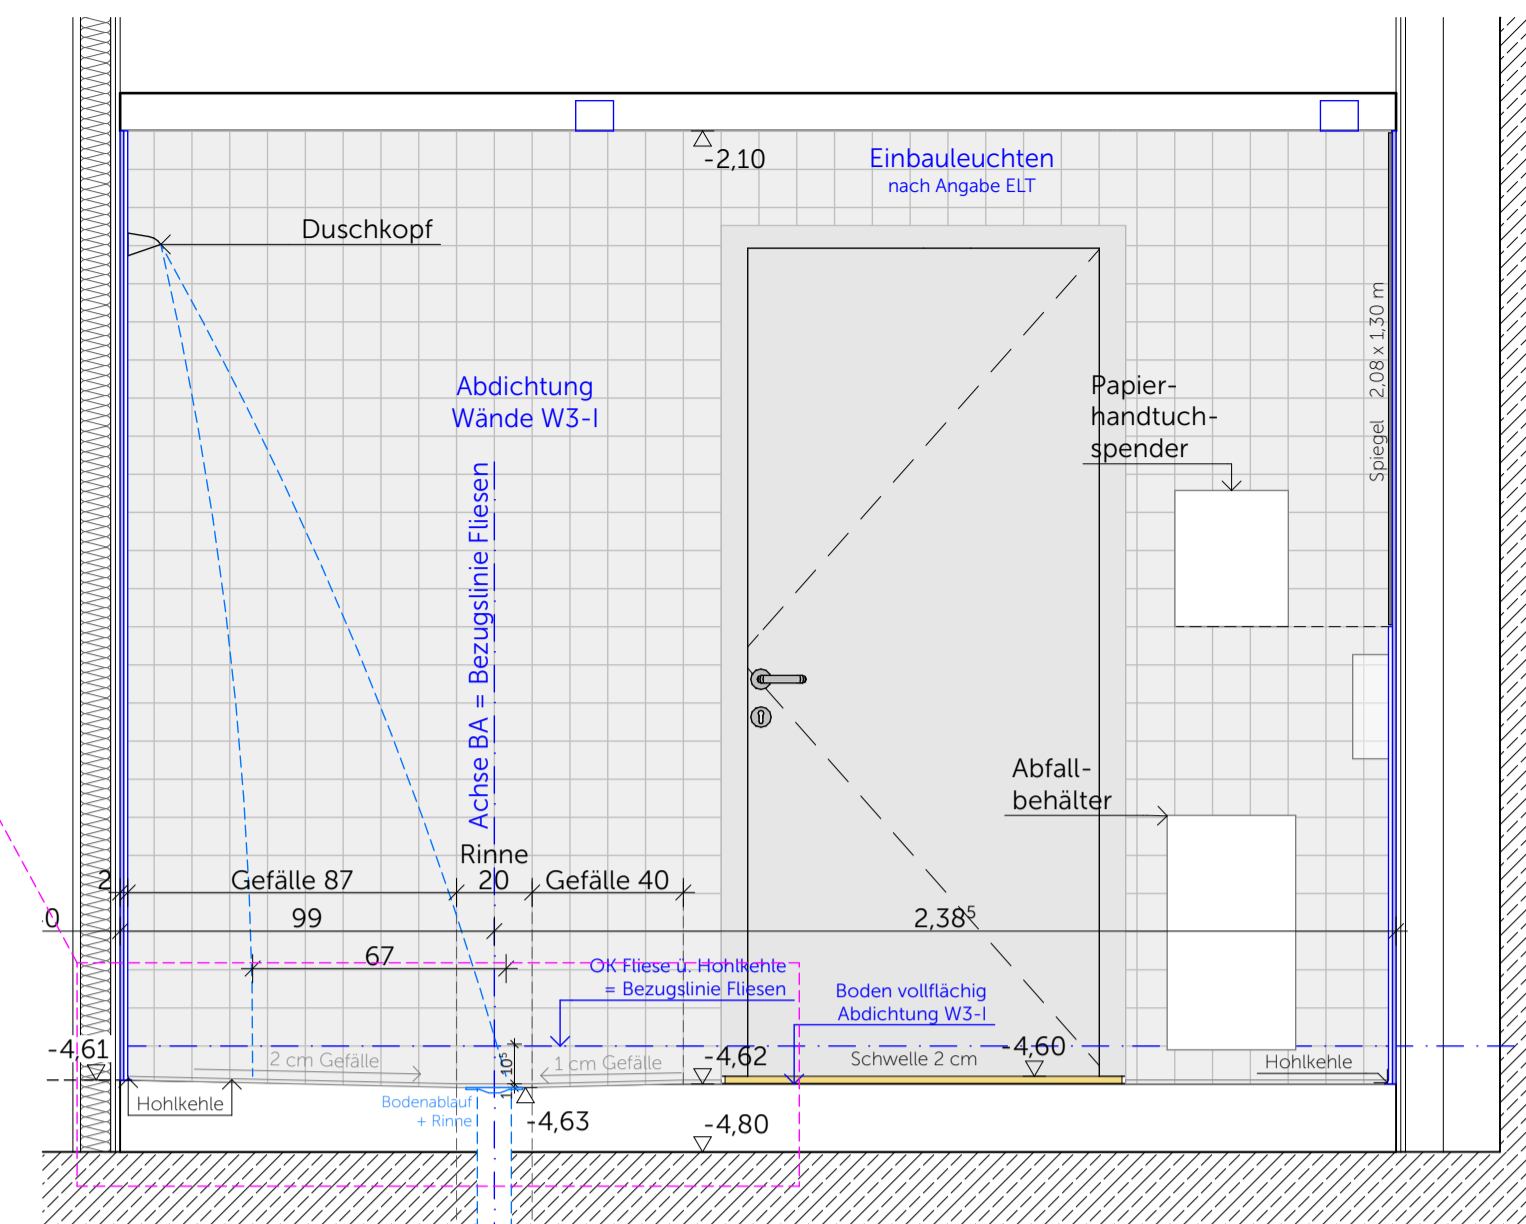 -2,10
Einbauleuchten
nach Angabe ELT
Duschkopf
Spiegel 2,08 x 1,30 m
Abdichtung
Wände W3-I
Papier-
handtuch-
spender
Achse BA = Bezugslinie Fliesen
Abfall-
behälter
Rinne
2
Gefälle 87
20
Gefälle 40
0
99
2,38⁵
67
OK Fliese ü. Hohlkehle
= Bezugslinie Fliesen
Boden vollflächig
Abdichtung W3-I
-4,61
2 cm Gefälle
1 cm Gefälle
-4,62
Schwelle 2 cm
-4,60
Hohlkehle
Hohlkehle
Bodenablauf
+ Rinne
-4,63
-4,80